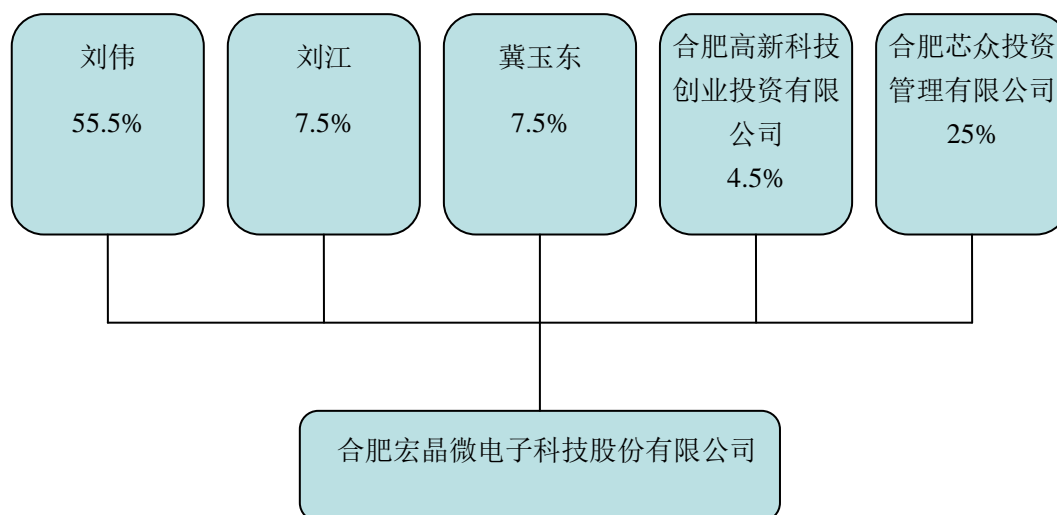 刘伟
55.5%
刘江
7.5%
冀玉东
7.5%
合肥高新科技
创业投资有限
公司
4.5%
合肥芯众投资
管理有限公司
25%
合肥宏晶微电子科技股份有限公司